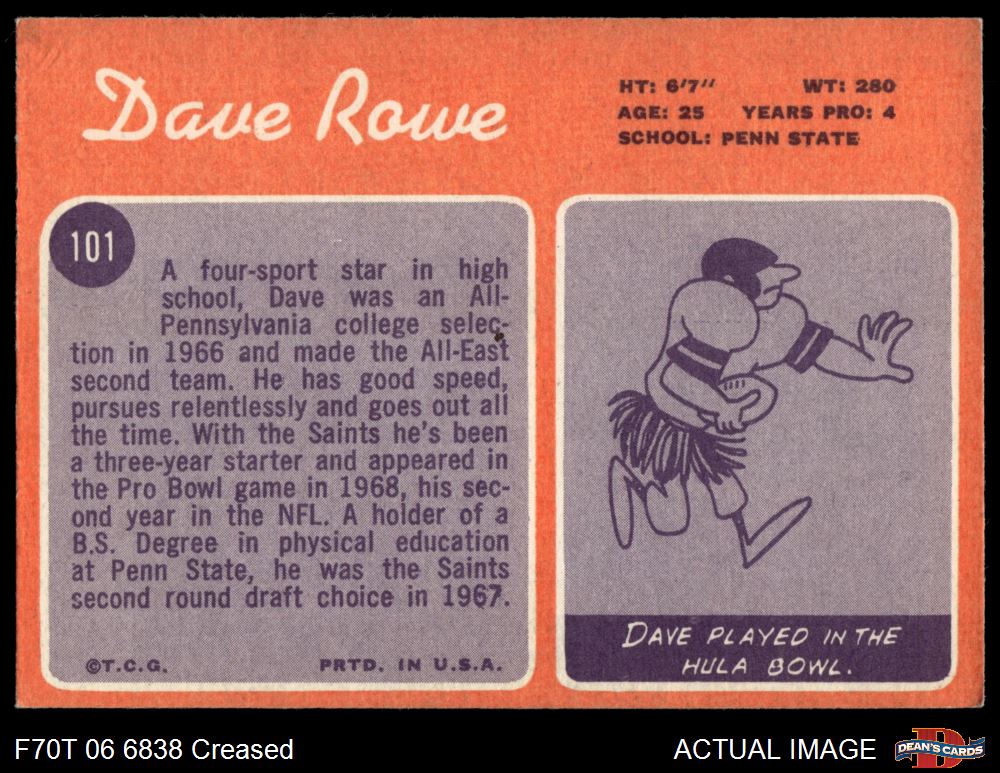 Dave Rowe
HT: 6'7'' WT: 280
AGE: 25 YEARS PRO: 4
SCHOOL: PENN STATE
101
A four-sport star in high
school, Dave was an All-
Pennsylvania college selec-
tion in 1966 and made the All-East
second team. He has good speed,
pursues relentlessly and goes out all
the time. With the Saints he's been
a three-year starter and appeared in
the Pro Bowl game in 1968, his sec-
ond year in the NFL. A holder of a
B.S. Degree in physical education
at Penn State, he was the Saints
second round draft choice in 1967.
©T.C.G. PRTD. IN U.S.A.
DAVE PLAYED IN THE
HULA BOWL.
F70T 06 6838 Creased
ACTUAL IMAGE
D
DEAN'S CARDS